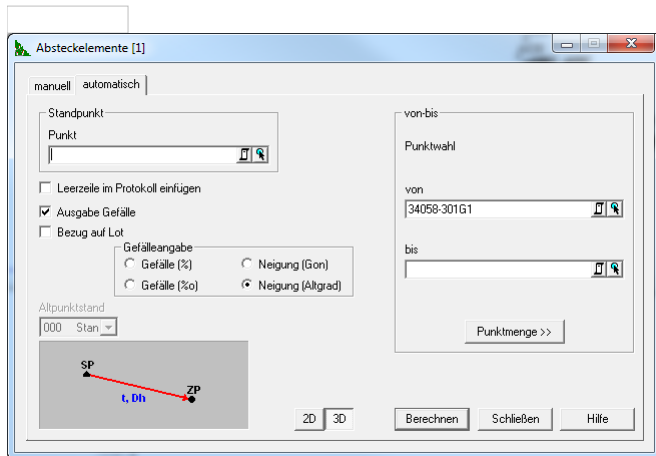 Absteckelemente [1]
manuell automatisch
Standpunkt
Punkt
Leerzeile im Protokoll einfügen
Ausgabe Gefälle
Bezug auf Lot
Gefälleangabe
Gefälle (%) Neigung (Gon)
Gefälle (%o) Neigung (Altgrad)
Altpunktstand
000 Stan
SP
ZP
t, Dh
2D 3D
von-bis
Punktwahl
von
34058-301G1
bis
Punktmenge >>
Berechnen Schließen Hilfe